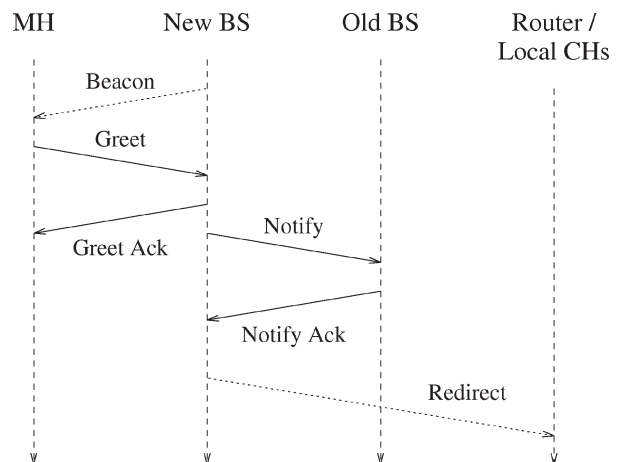 MH
New BS
Old BS
Router /
Local CHs
Beacon
Greet
Greet Ack
Notify
Notify Ack
Redirect